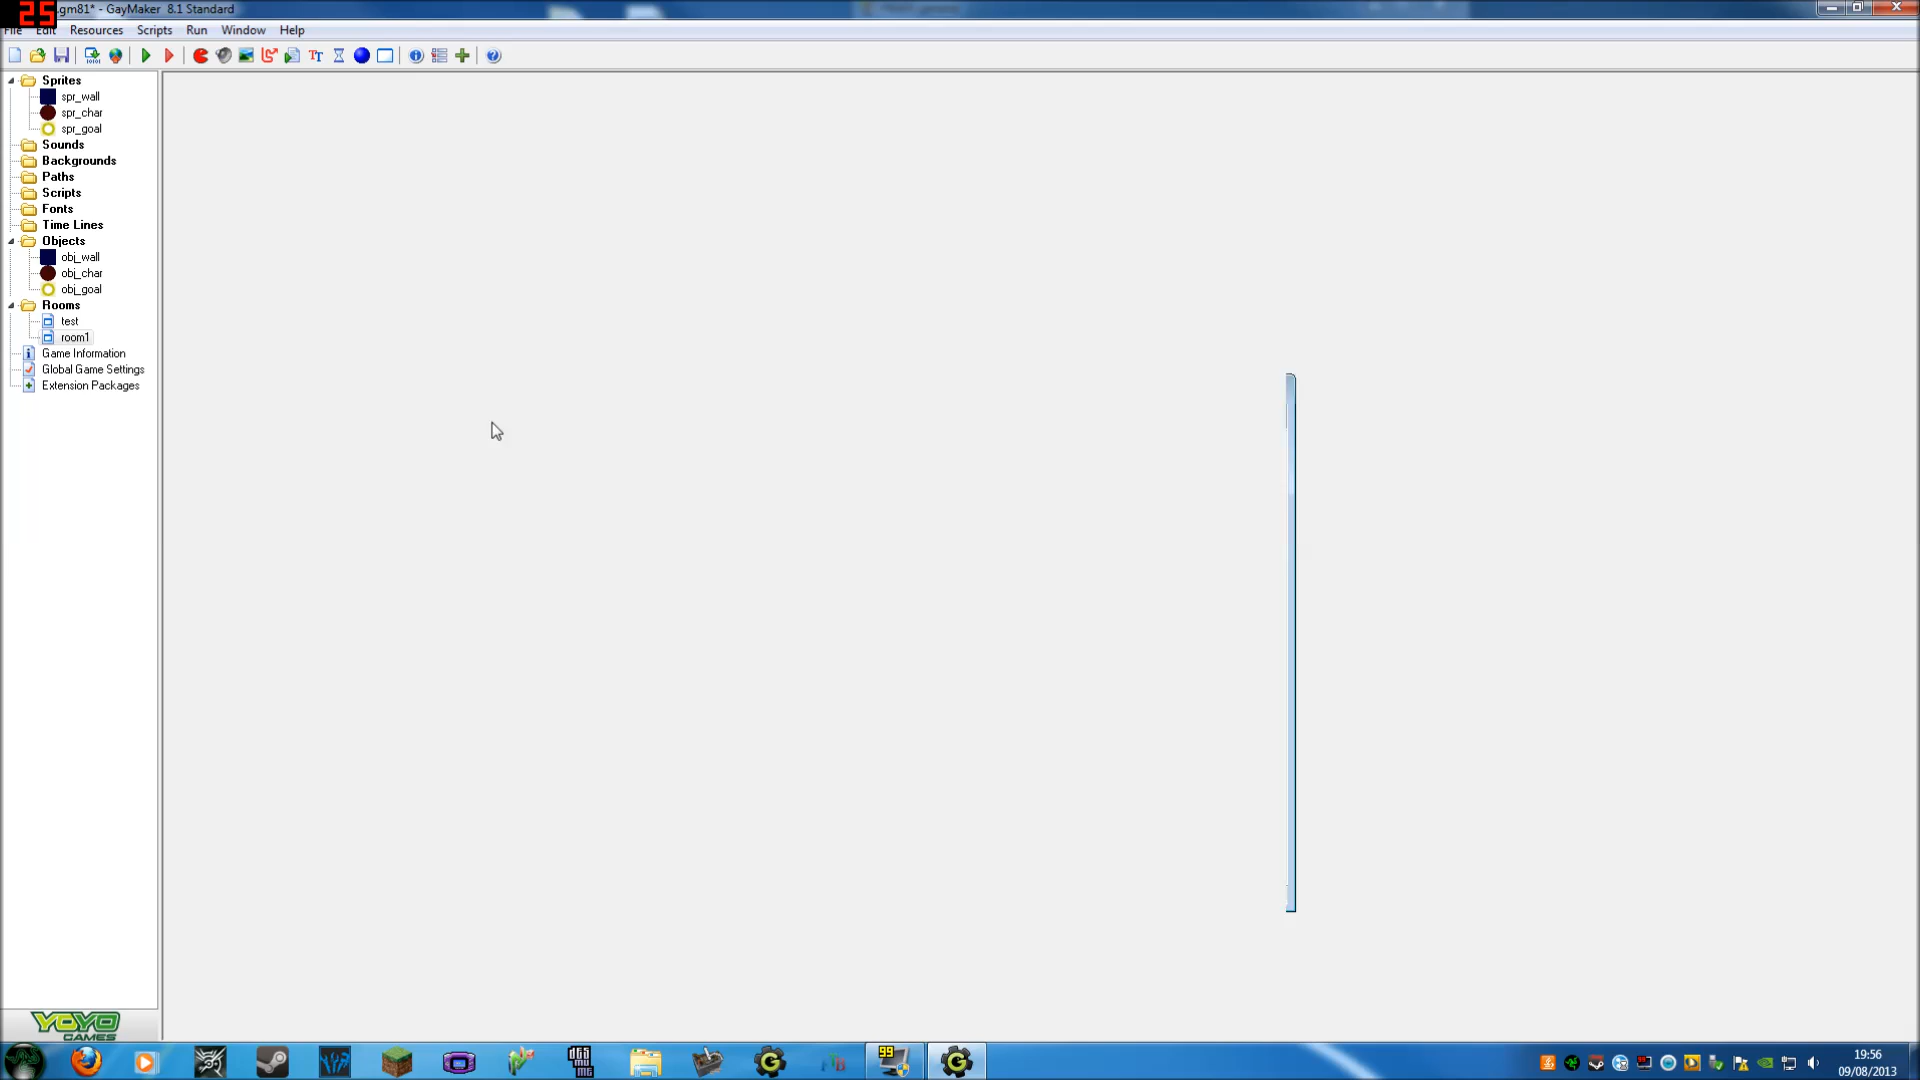 25
.gm81* - GayMaker 8.1 Standard
File Edit Resources Scripts Run Window Help
Sprites
spr_wall
spr_char
spr_goal
Sounds
Backgrounds
Paths
Scripts
Fonts
Time Lines
Objects
obj_wall
obj_char
obj_goal
Rooms
test
room1
Game Information
Global Game Settings
Extension Packages
YOYO
GAMES
99
19:56
09/08/2013